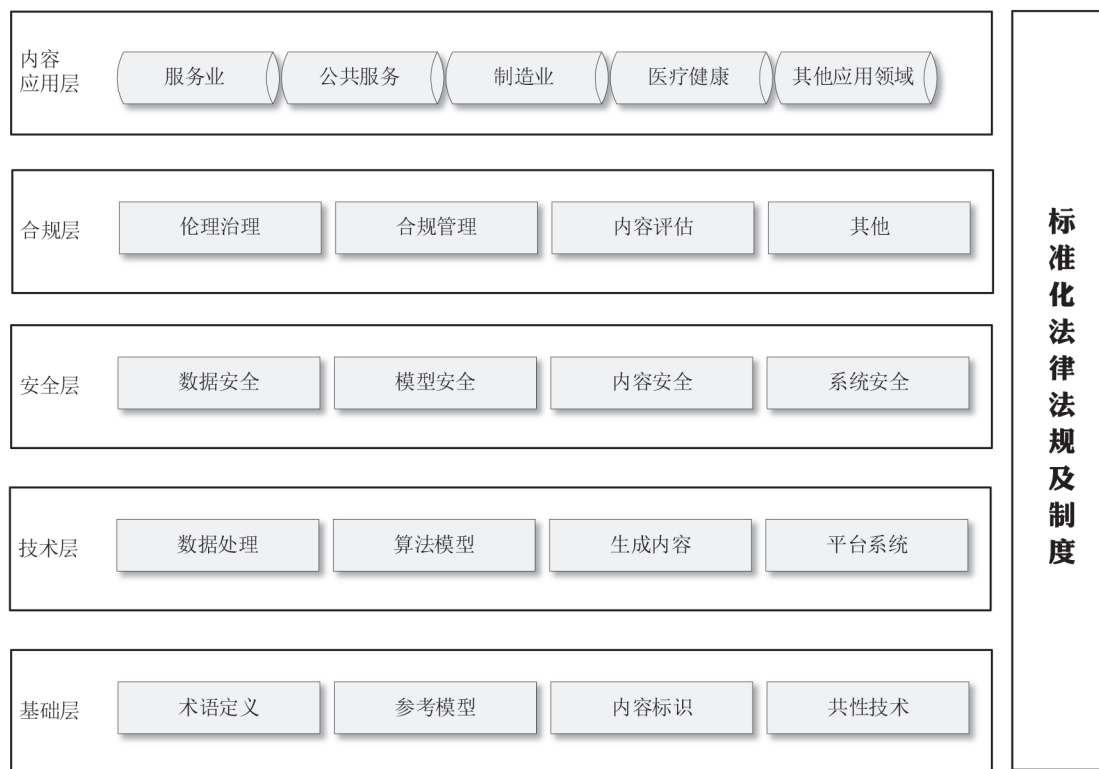 内容
应用层
服务业
公共服务
制造业
医疗健康
其他应用领域
合规层
伦理治理
合规管理
内容评估
其他
安全层
数据安全
模型安全
内容安全
系统安全
技术层
数据处理
算法模型
生成内容
平台系统
基础层
术语定义
参考模型
内容标识
共性技术
标准化法律法规及制度